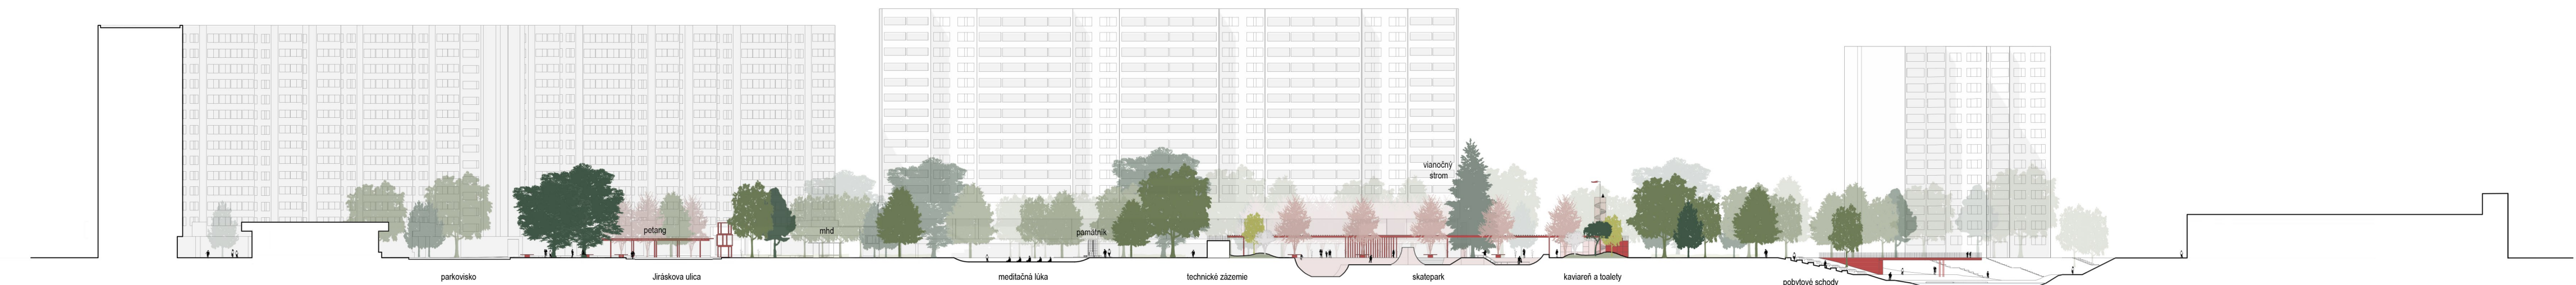 vianočný
strom
petang
mhd
pamätník
parkovisko
Jiráskova ulica
meditačná lúka
technické zázemie
skatepark
kaviareň a toalety
pobytové schody